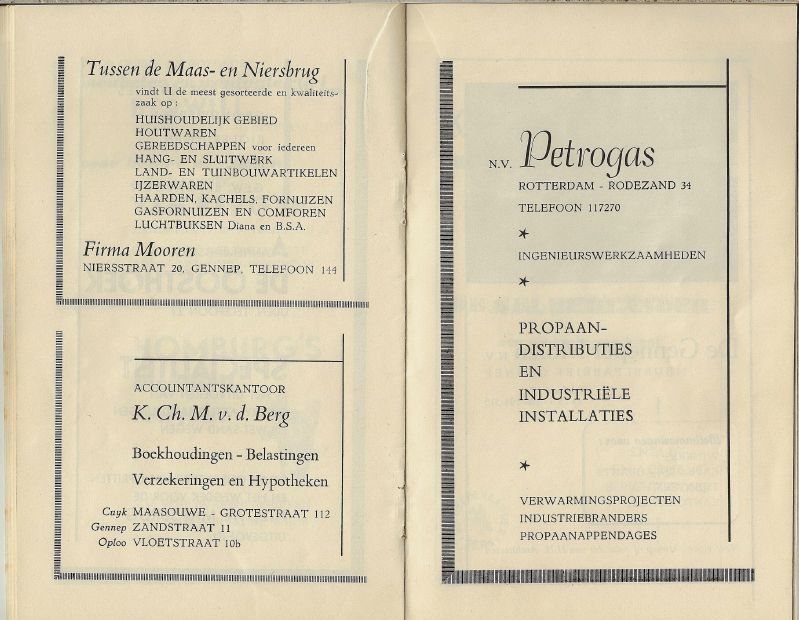 Tussen de Maas- en Niersbrug
vindt U de meest gesorteerde en kwaliteits-
zaak op:
HUISHOUDELIJK GEBIED
HOUTWAREN
GEREEDSCHAPPEN voor iedereen
HANG- EN SLUITWERK
LAND- EN TUINBOUWARTIKELEN
IJZERWAREN
HAARDEN, KACHELS, FORNUIZEN
GASFORNUIZEN EN COMFOREN
LUCHTBUKSEN Diana en B.S.A.
Firma Mooren
NIERSSTRAAT 20, GENNEP, TELEFOON 144
ACCOUNTANTSKANTOOR
K. Ch. M. v. d. Berg
Boekhoudingen - Belastingen
Verzekeringen en Hypotheken
Cuyk MAASOUWE - GROTESTRAAT 112
Gennep ZANDSTRAAT 11
Oploo VLOETSTRAAT 10b
N.V. Petrogas
ROTTERDAM - RODEZAND 34
TELEFOON 117270
INGENIEURSWERKZAAMHEDEN
PROPAAN-
DISTRIBUTIES
EN
INDUSTRIËLE
INSTALLATIES
VERWARMINGSPROJECTEN
INDUSTRIEBRANDERS
PROPAANAPPENDAGES